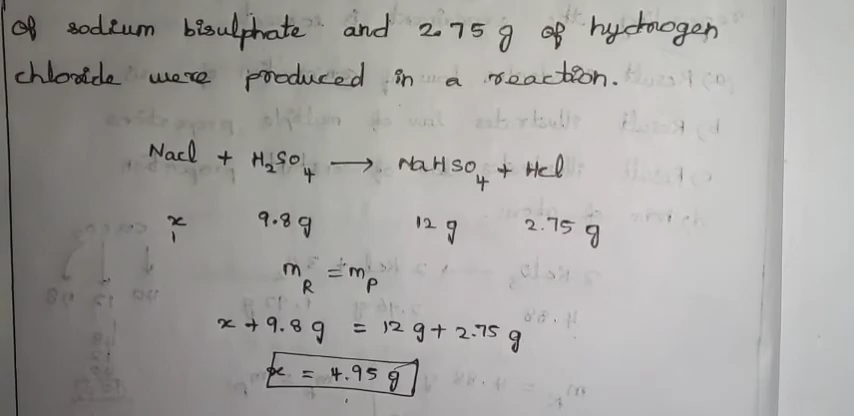 of sodium bisulphate and 2.75 g of hydrogen
chloride were produced in a reaction.
Nacl + H2SO4 → NaHSO4 + Hcl
x 9.8 g 12 g 2.75 g
mR = mP
x + 9.8 g = 12 g + 2.75 g
x = 4.95 g